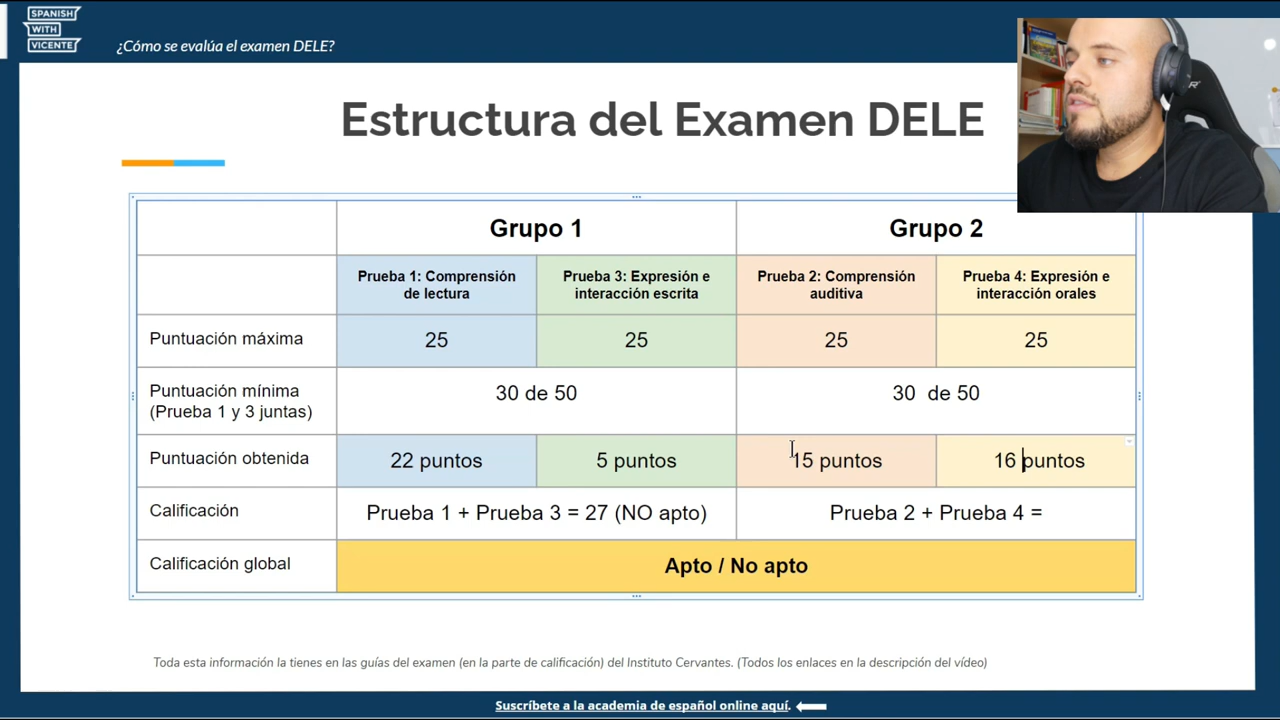 SPANISH
WITH
VICENTE
¿Cómo se evalúa el examen DELE?
Estructura del Examen DELE
Grupo 1
Grupo 2
Prueba 1: Comprensión
de lectura
Prueba 3: Expresión e
interacción escrita
Prueba 2: Comprensión
auditiva
Prueba 4: Expresión e
interacción orales
Puntuación máxima
25
25
25
25
Puntuación mínima
(Prueba 1 y 3 juntas)
30 de 50
30 de 50
Puntuación obtenida
22 puntos
5 puntos
15 puntos
16 puntos
Calificación
Prueba 1 + Prueba 3 = 27 (NO apto)
Prueba 2 + Prueba 4 =
Calificación global
Apto / No apto
Toda esta información la tienes en las guías del examen (en la parte de calificación) del Instituto Cervantes. (Todos los enlaces en la descripción del vídeo)
Suscríbete a la academia de español online aquí.